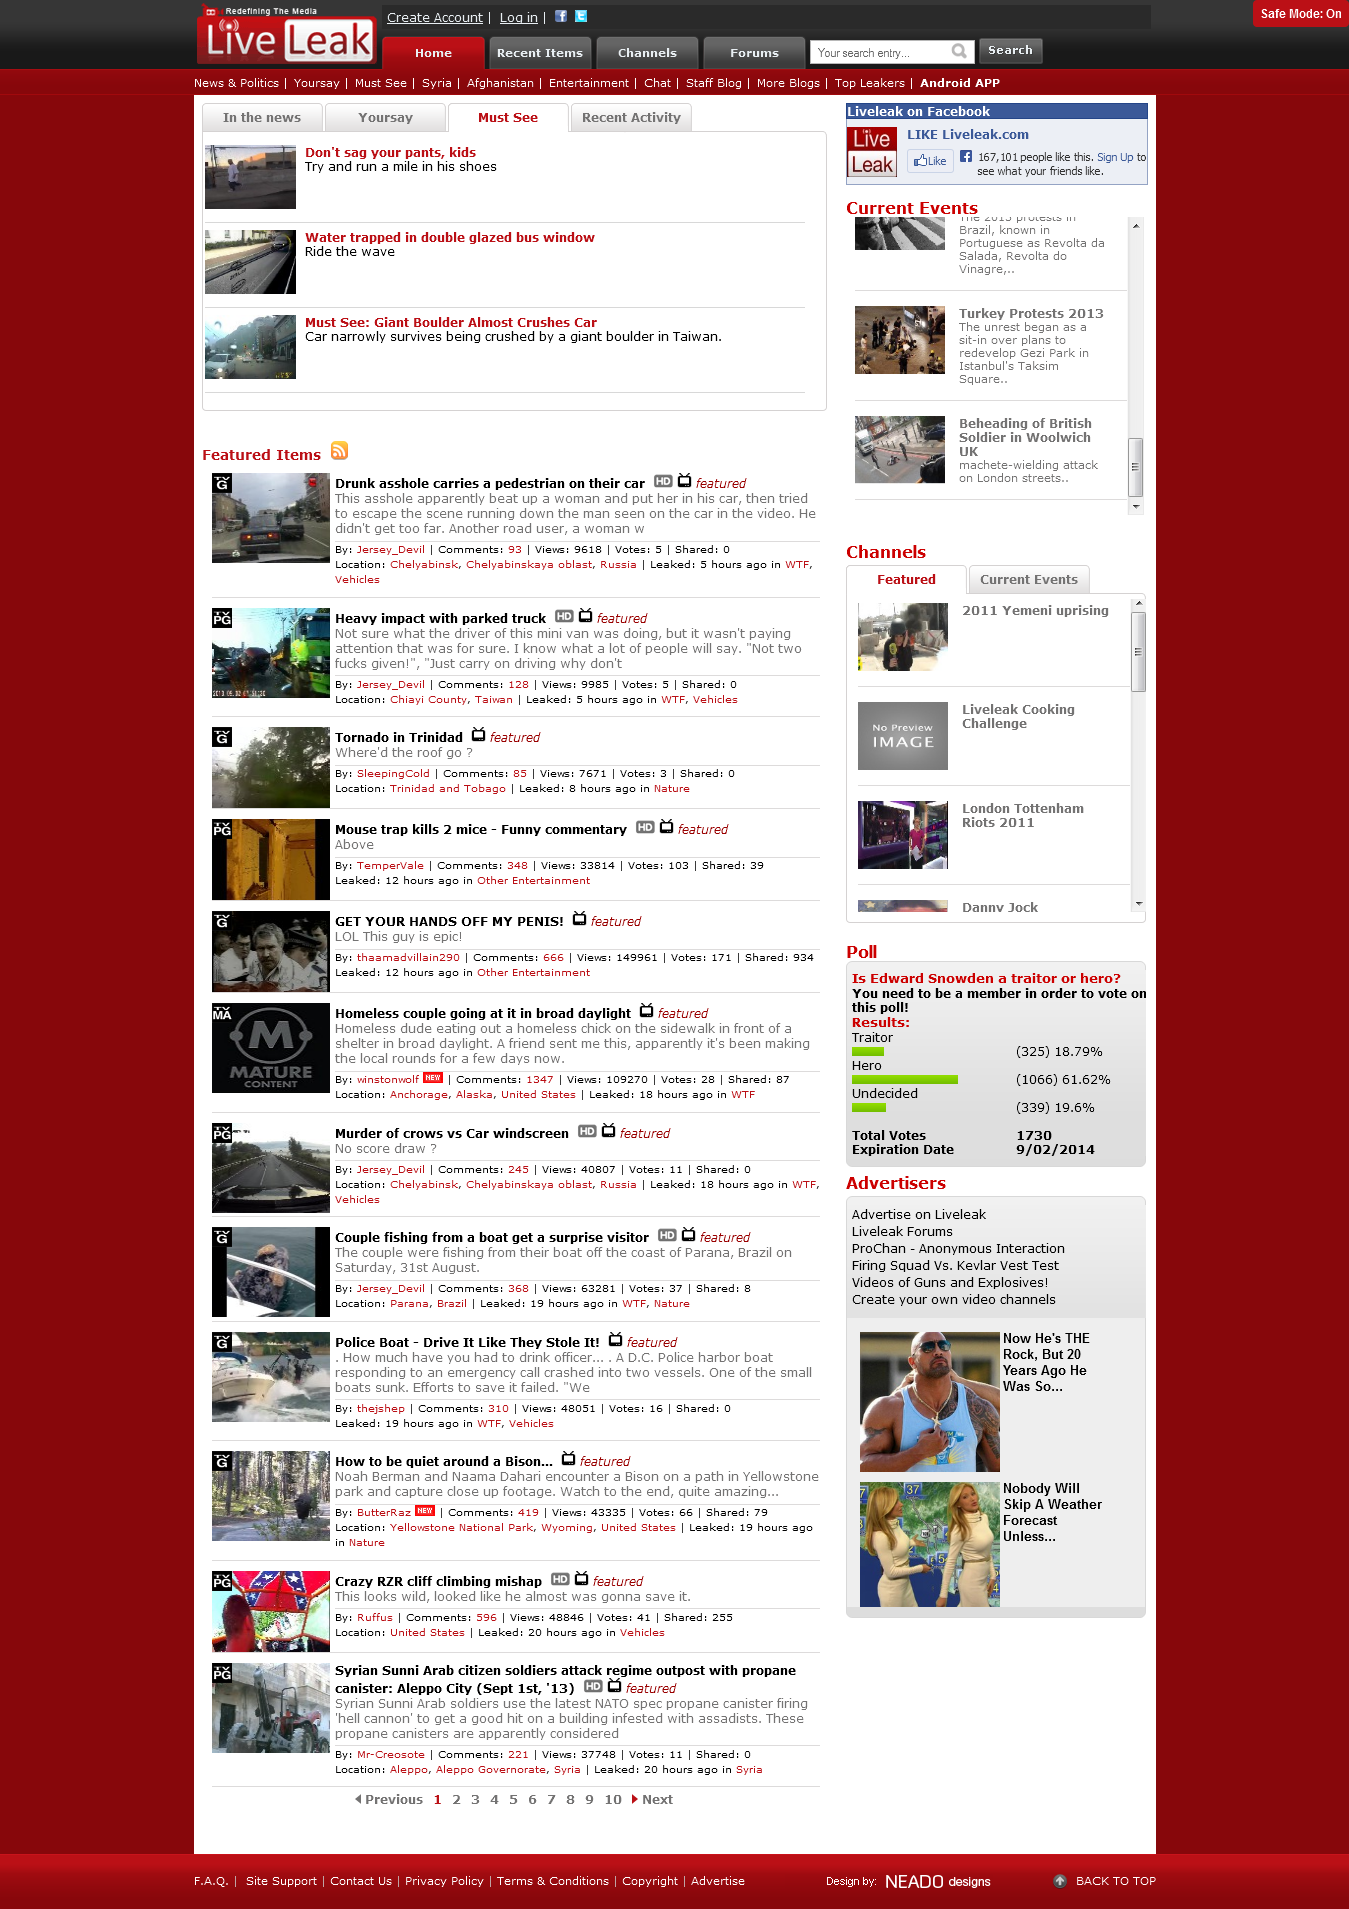 Redefining The Media
Live Leak
Create Account | Log in |
Safe Mode: On
Home
Recent Items
Channels
Forums
Your search entry...
Search
News & Politics | Yoursay | Must See | Syria | Afghanistan | Entertainment | Chat | Staff Blog | More Blogs | Top Leakers | Android APP
In the news
Yoursay
Must See
Recent Activity
Don't sag your pants, kids
Try and run a mile in his shoes
Water trapped in double glazed bus window
Ride the wave
Must See: Giant Boulder Almost Crushes Car
Car narrowly survives being crushed by a giant boulder in Taiwan.
Featured Items
TV G
Drunk asshole carries a pedestrian on their car HD featured
This asshole apparently beat up a woman and put her in his car, then tried
to escape the scene running down the man seen on the car in the video. He
didn't get too far. Another road user, a woman w
By: Jersey_Devil | Comments: 93 | Views: 9618 | Votes: 5 | Shared: 0
Location: Chelyabinsk, Chelyabinskaya oblast, Russia | Leaked: 5 hours ago in WTF,
Vehicles
TV PG
Heavy impact with parked truck HD featured
Not sure what the driver of this mini van was doing, but it wasn't paying
attention that was for sure. I know what a lot of people will say. "Not two
fucks given!", "Just carry on driving why don't
By: Jersey_Devil | Comments: 128 | Views: 9985 | Votes: 5 | Shared: 0
Location: Chiayi County, Taiwan | Leaked: 5 hours ago in WTF, Vehicles
TV G
Tornado in Trinidad featured
Where'd the roof go ?
By: SleepingCold | Comments: 85 | Views: 7671 | Votes: 3 | Shared: 0
Location: Trinidad and Tobago | Leaked: 8 hours ago in Nature
TV PG
Mouse trap kills 2 mice - Funny commentary HD featured
Above
By: TemperVale | Comments: 348 | Views: 33814 | Votes: 103 | Shared: 39
Leaked: 12 hours ago in Other Entertainment
TV G
GET YOUR HANDS OFF MY PENIS! featured
LOL This guy is epic!
By: thaamadvillain290 | Comments: 666 | Views: 149961 | Votes: 171 | Shared: 934
Leaked: 12 hours ago in Other Entertainment
TV MA
M
MATURE
CONTENT
Homeless couple going at it in broad daylight featured
Homeless dude eating out a homeless chick on the sidewalk in front of a
shelter in broad daylight. A friend sent me this, apparently it's been making
the local rounds for a few days now.
By: winstonwolf NEW | Comments: 1347 | Views: 109270 | Votes: 28 | Shared: 87
Location: Anchorage, Alaska, United States | Leaked: 18 hours ago in WTF
TV PG
Murder of crows vs Car windscreen HD featured
No score draw ?
By: Jersey_Devil | Comments: 245 | Views: 40807 | Votes: 11 | Shared: 0
Location: Chelyabinsk, Chelyabinskaya oblast, Russia | Leaked: 18 hours ago in WTF,
Vehicles
TV G
Couple fishing from a boat get a surprise visitor HD featured
The couple were fishing from their boat off the coast of Parana, Brazil on
Saturday, 31st August.
By: Jersey_Devil | Comments: 368 | Views: 63281 | Votes: 37 | Shared: 8
Location: Parana, Brazil | Leaked: 19 hours ago in WTF, Nature
TV G
Police Boat - Drive It Like They Stole It! featured
. How much have you had to drink officer... . A D.C. Police harbor boat
responding to an emergency call crashed into two vessels. One of the small
boats sunk. Efforts to save it failed. "We
By: thejshep | Comments: 310 | Views: 48051 | Votes: 16 | Shared: 0
Leaked: 19 hours ago in WTF, Vehicles
TV G
How to be quiet around a Bison... featured
Noah Berman and Naama Dahari encounter a Bison on a path in Yellowstone
park and capture close up footage. Watch to the end, quite amazing...
By: ButterRaz NEW | Comments: 419 | Views: 43335 | Votes: 66 | Shared: 79
Location: Yellowstone National Park, Wyoming, United States | Leaked: 19 hours ago
in Nature
TV PG
Crazy RZR cliff climbing mishap HD featured
This looks wild, looked like he almost was gonna save it.
By: Ruffus | Comments: 596 | Views: 48846 | Votes: 41 | Shared: 255
Location: United States | Leaked: 20 hours ago in Vehicles
TV PG
Syrian Sunni Arab citizen soldiers attack regime outpost with propane
canister: Aleppo City (Sept 1st, '13) HD featured
Syrian Sunni Arab soldiers use the latest NATO spec propane canister firing
'hell cannon' to get a good hit on a building infested with assadists. These
propane canisters are apparently considered
By: Mr-Creosote | Comments: 221 | Views: 37748 | Votes: 11 | Shared: 0
Location: Aleppo, Aleppo Governorate, Syria | Leaked: 20 hours ago in Syria
Previous 1 2 3 4 5 6 7 8 9 10 Next
Liveleak on Facebook
Live Leak
LIKE Liveleak.com
Like
167,101 people like this. Sign Up to
see what your friends like.
Current Events
The 2013 protests in
Brazil, known in
Portuguese as Revolta da
Salada, Revolta do
Vinagre,..
Turkey Protests 2013
The unrest began as a
sit-in over plans to
redevelop Gezi Park in
Istanbul's Taksim
Square..
Beheading of British
Soldier in Woolwich
UK
machete-wielding attack
on London streets..
Channels
Featured
Current Events
2011 Yemeni uprising
No Preview
IMAGE
Liveleak Cooking
Challenge
London Tottenham
Riots 2011
Danny Jock
Poll
Is Edward Snowden a traitor or hero?
You need to be a member in order to vote on
this poll!
Results:
Traitor
(325) 18.79%
Hero
(1066) 61.62%
Undecided
(339) 19.6%
Total Votes 1730
Expiration Date 9/02/2014
Advertisers
Advertise on Liveleak
Liveleak Forums
ProChan - Anonymous Interaction
Firing Squad Vs. Kevlar Vest Test
Videos of Guns and Explosives!
Create your own video channels
Now He's THE
Rock, But 20
Years Ago He
Was So...
Nobody Will
Skip A Weather
Forecast
Unless...
F.A.Q. | Site Support | Contact Us | Privacy Policy | Terms & Conditions | Copyright | Advertise
Design by: NEADO designs
BACK TO TOP